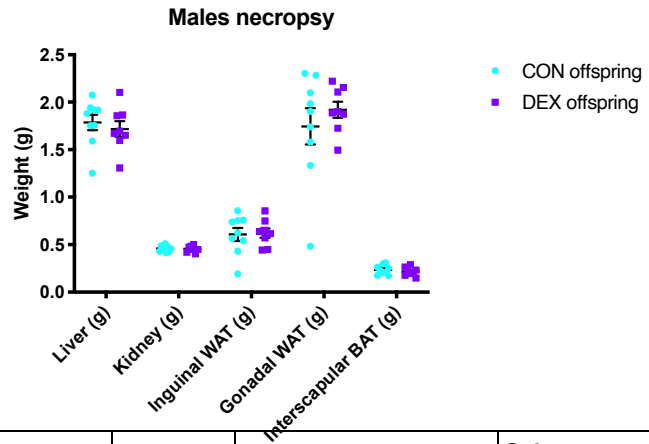 Males necropsy
2.5
2.0
1.5
1.0
0.5
0.0
Weight (g)
Liver (g)
Kidney (g)
Inguinal WAT (g)
Gonadal WAT (g)
Interscapular BAT (g)
CON offspring
DEX offspring